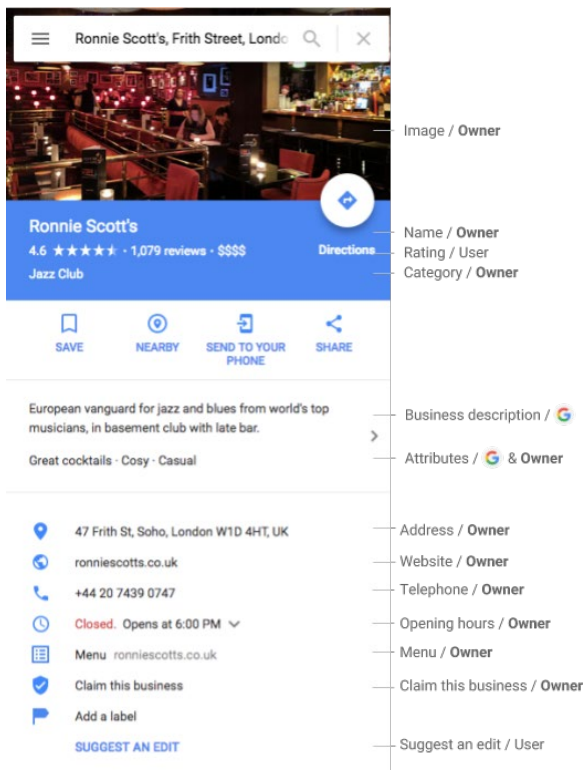 Ronnie Scott's, Frith Street, Londo
Image / Owner
Ronnie Scott's
Name / Owner
4.6 ★★★★★ · 1,079 reviews · $$$$
Directions
Rating / User
Jazz Club
Category / Owner
SAVE
NEARBY
SEND TO YOUR
PHONE
SHARE
European vanguard for jazz and blues from world's top
musicians, in basement club with late bar.
Business description / G
Great cocktails · Cosy · Casual
Attributes / G & Owner
47 Frith St, Soho, London W1D 4HT, UK
Address / Owner
ronniescotts.co.uk
Website / Owner
+44 20 7439 0747
Telephone / Owner
Closed. Opens at 6:00 PM
Opening hours / Owner
Menu ronniescotts.co.uk
Menu / Owner
Claim this business
Claim this business / Owner
Add a label
SUGGEST AN EDIT
Suggest an edit / User